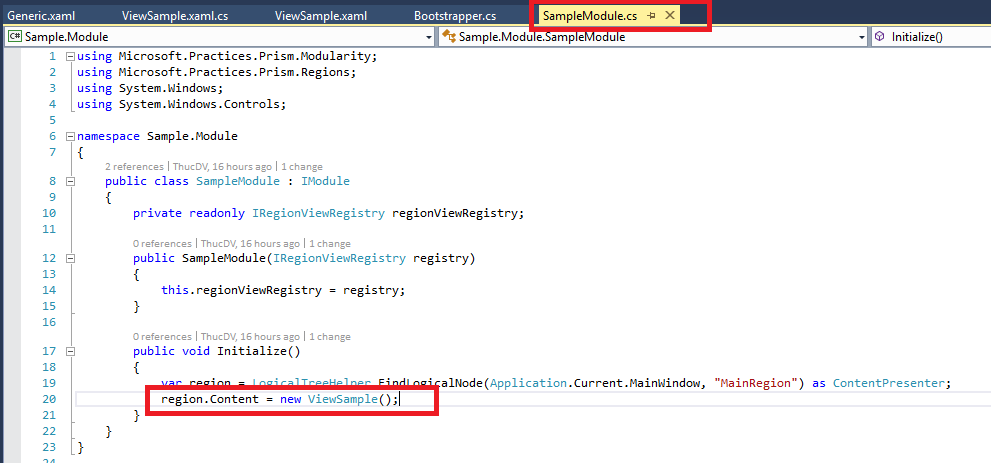 Generic.xaml ViewSample.xaml.cs ViewSample.xaml Bootstrapper.cs SampleModule.cs
C# Sample.Module Sample.Module.SampleModule Initialize()
1 using Microsoft.Practices.Prism.Modularity;
2 using Microsoft.Practices.Prism.Regions;
3 using System.Windows;
4 using System.Windows.Controls;
5
6 namespace Sample.Module
7 {
2 references | ThucDV, 16 hours ago | 1 change
8 public class SampleModule : IModule
9 {
10 private readonly IRegionViewRegistry regionViewRegistry;
11
0 references | ThucDV, 16 hours ago | 1 change
12 public SampleModule(IRegionViewRegistry registry)
13 {
14 this.regionViewRegistry = registry;
15 }
16
0 references | ThucDV, 16 hours ago | 1 change
17 public void Initialize()
18 {
19 var region = LogicalTreeHelper.FindLogicalNode(Application.Current.MainWindow, "MainRegion") as ContentPresenter;
20 region.Content = new ViewSample();
21 }
22 }
23 }
24